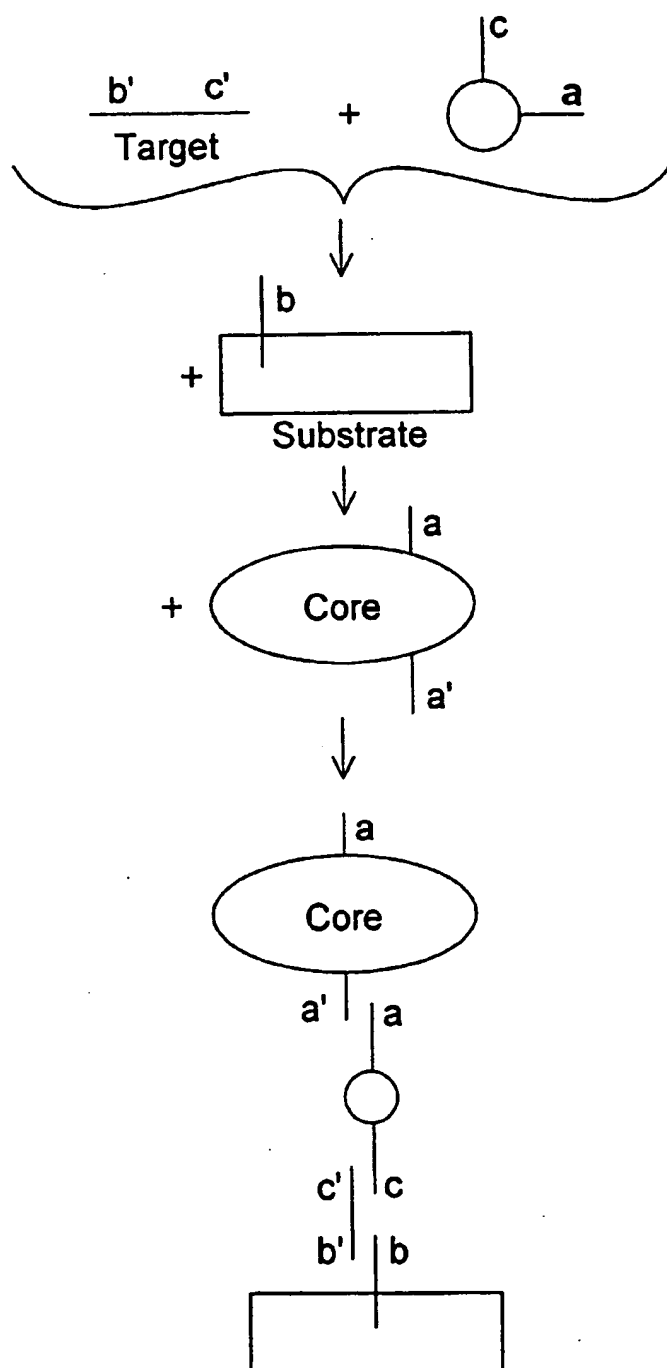 c
b' c' + a
Target
b
+
Substrate
a
+ Core
a'
a
Core
a' a
c' c
b' b